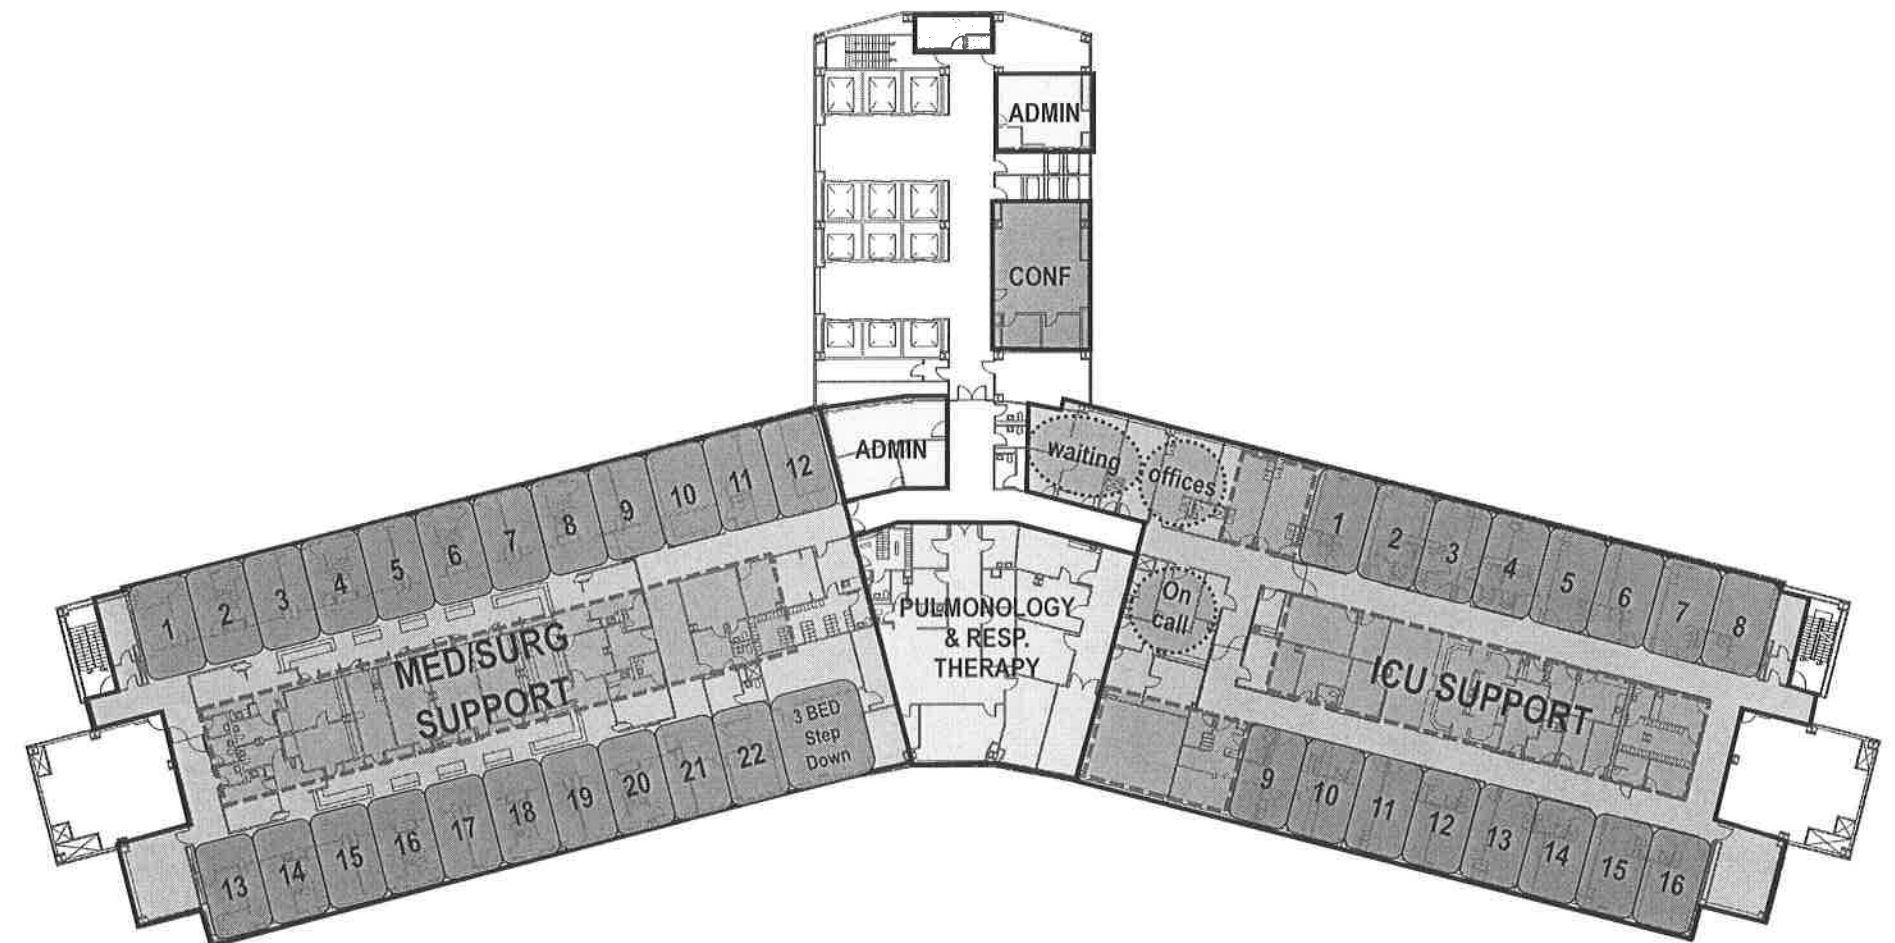 ADMIN
CONF
ADMIN
waiting
offices
1
2
3
4
5
6
7
8
9
10
11
12
MED/SURG
SUPPORT
13
14
15
16
17
18
19
20
21
22
3 BED
Step
Down
PULMONOLOGY
& RESP.
THERAPY
On
call
1
2
3
4
5
6
7
8
ICU SUPPORT
9
10
11
12
13
14
15
16